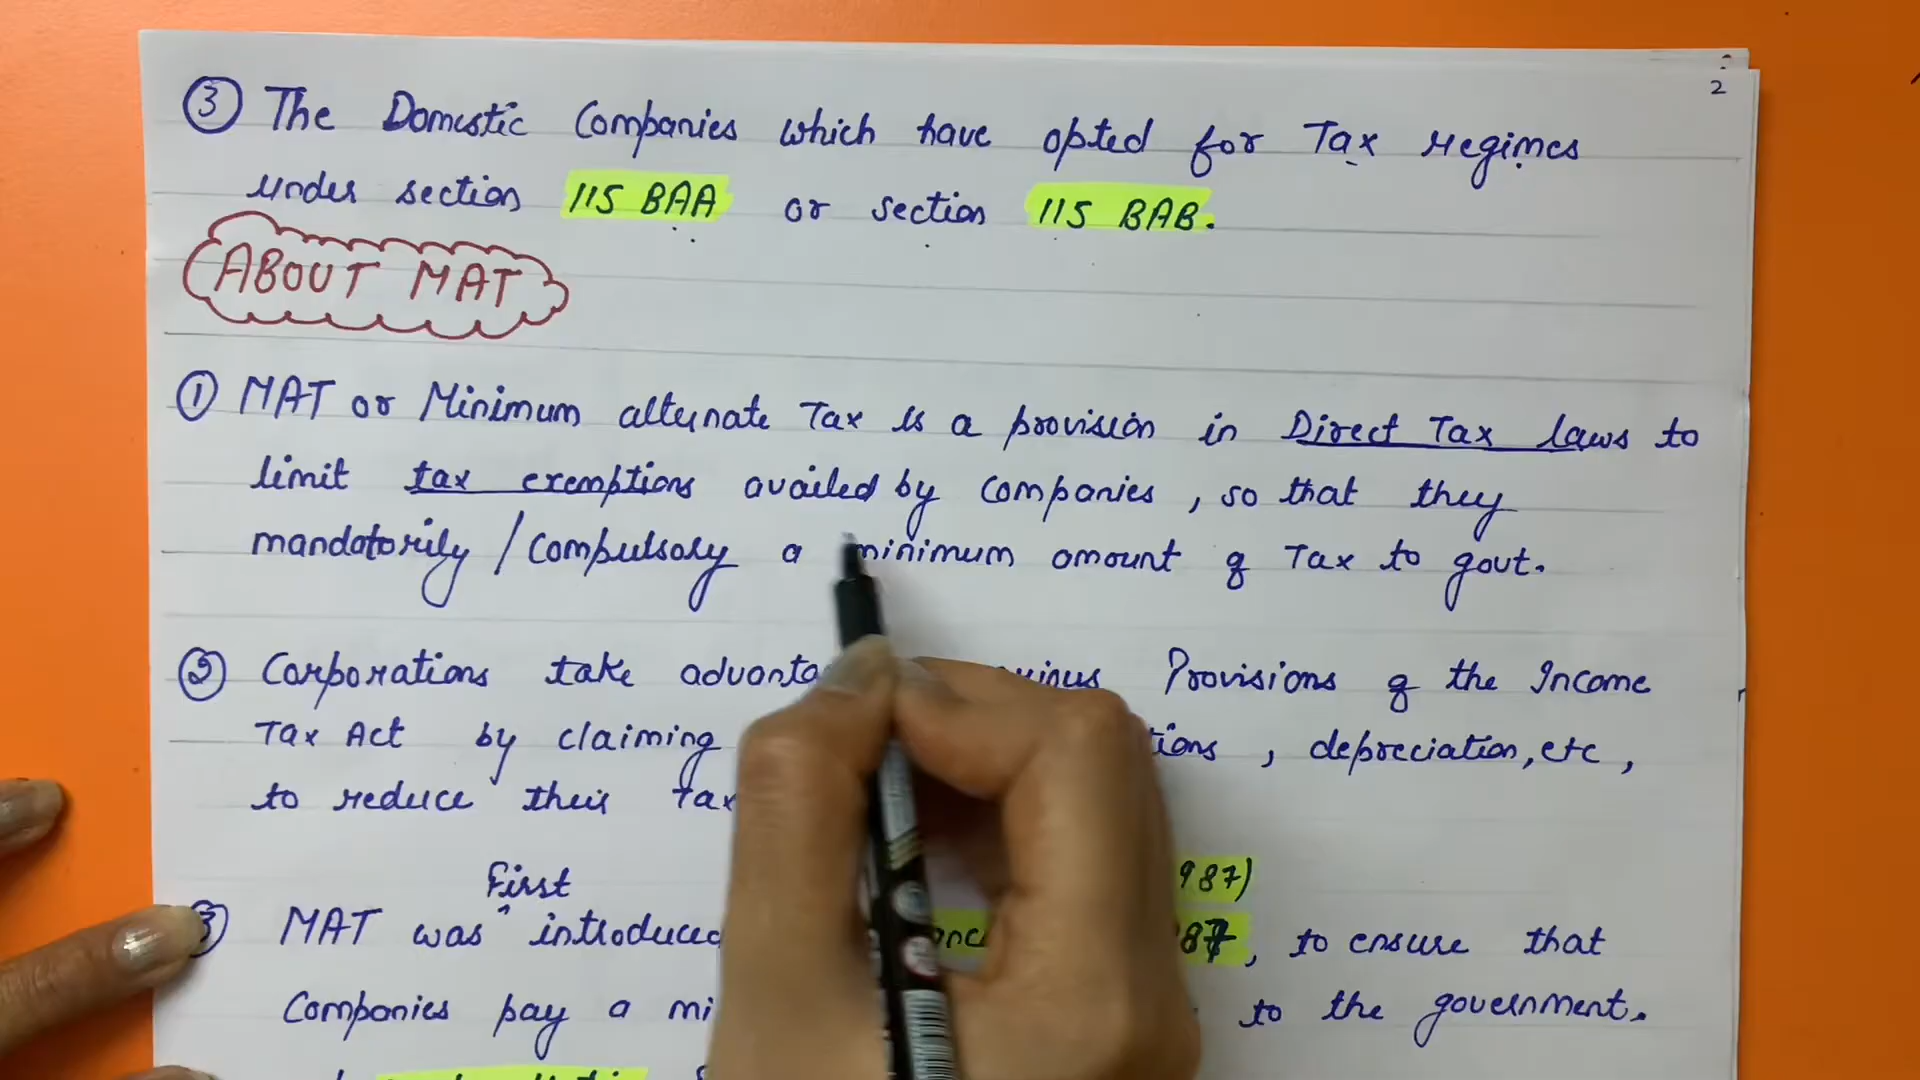 2
③ The Domestic Companies which have opted for Tax regimes
under section 115 BAA or section 115 BAB.
ABOUT MAT
① MAT or Minimum alternate Tax is a provision in Direct Tax laws to
limit tax exemptions availed by companies, so that they
mandatorily / Compulsory a minimum amount of Tax to govt.
② Corporations take Provisions of the Income
Tax Act by claiming , depreciation, etc,
to reduce their tax
First
③ MAT was introduced , to ensure that
Companies pay a to the government.